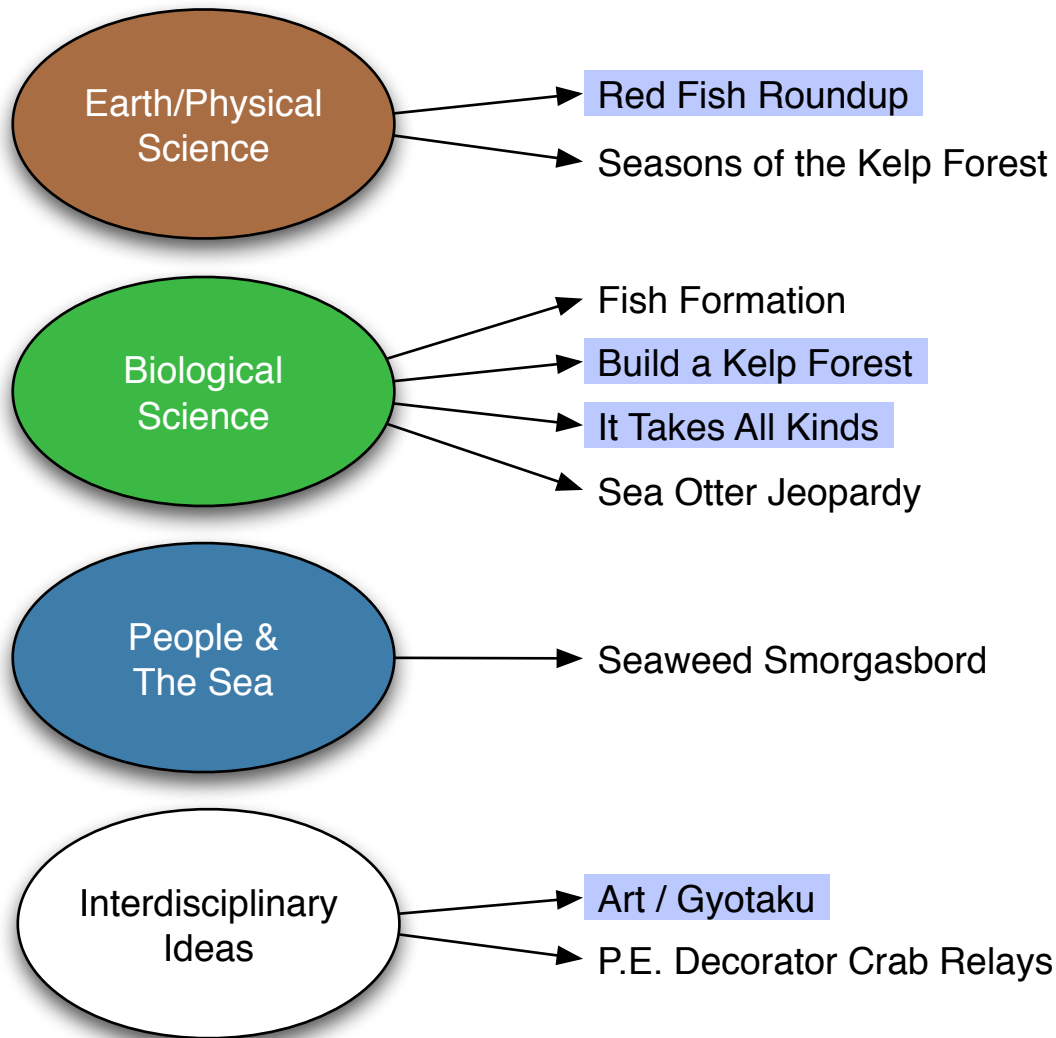 Earth/Physical
Science
Red Fish Roundup
Seasons of the Kelp Forest
Biological
Science
Fish Formation
Build a Kelp Forest
It Takes All Kinds
Sea Otter Jeopardy
People &
The Sea
Seaweed Smorgasbord
Interdisciplinary
Ideas
Art / Gyotaku
P.E. Decorator Crab Relays